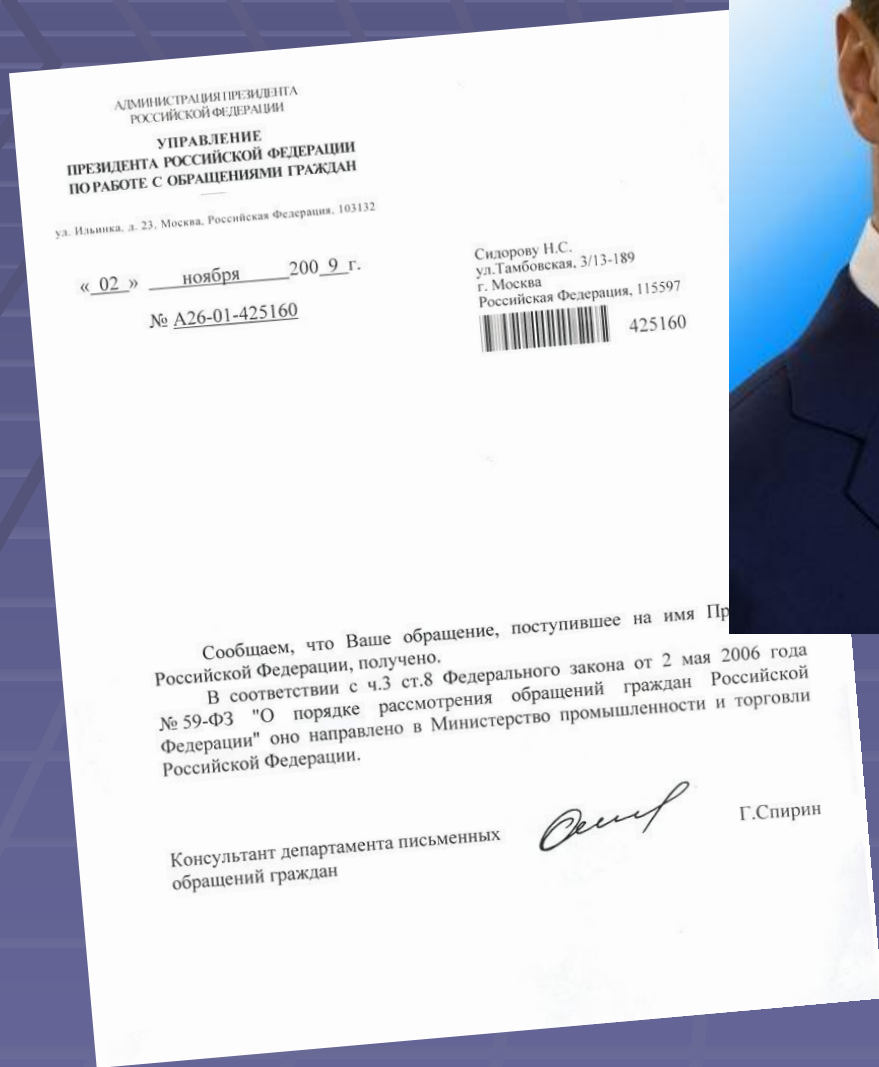 АДМИНИСТРАЦИЯ ПРЕЗИДЕНТА
РОССИЙСКОЙ ФЕДЕРАЦИИ
УПРАВЛЕНИЕ
ПРЕЗИДЕНТА РОССИЙСКОЙ ФЕДЕРАЦИИ
ПО РАБОТЕ С ОБРАЩЕНИЯМИ ГРАЖДАН
ул. Ильинка, д. 23, Москва, Российская Федерация, 103132
« 02 » ноября 200 9 г.
№ А26-01-425160
Сидорову Н.С.
ул.Тамбовская, 3/13-189
г. Москва
Российская Федерация, 115597
425160
Сообщаем, что Ваше обращение, поступившее на имя Пр
Российской Федерации, получено.
В соответствии с ч.3 ст.8 Федерального закона от 2 мая 2006 года
№ 59-ФЗ "О порядке рассмотрения обращений граждан Российской
Федерации" оно направлено в Министерство промышленности и торговли
Российской Федерации.
Консультант департамента письменных
обращений граждан
Г.Спирин